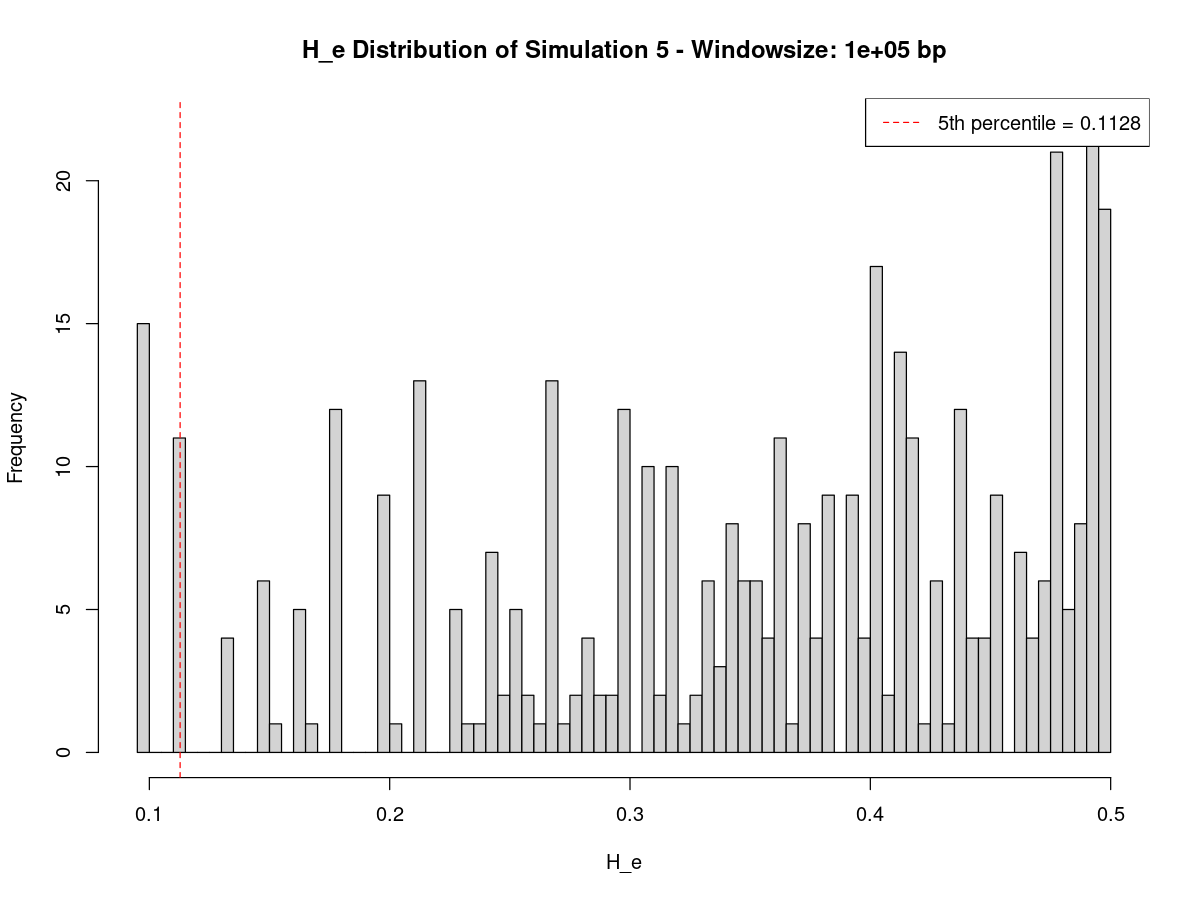 H_e Distribution of Simulation 5 - Windowsize: 1e+05 bp
5th percentile = 0.1128
Frequency
20
15
10
5
0
0.1 0.2 0.3 0.4 0.5
H_e